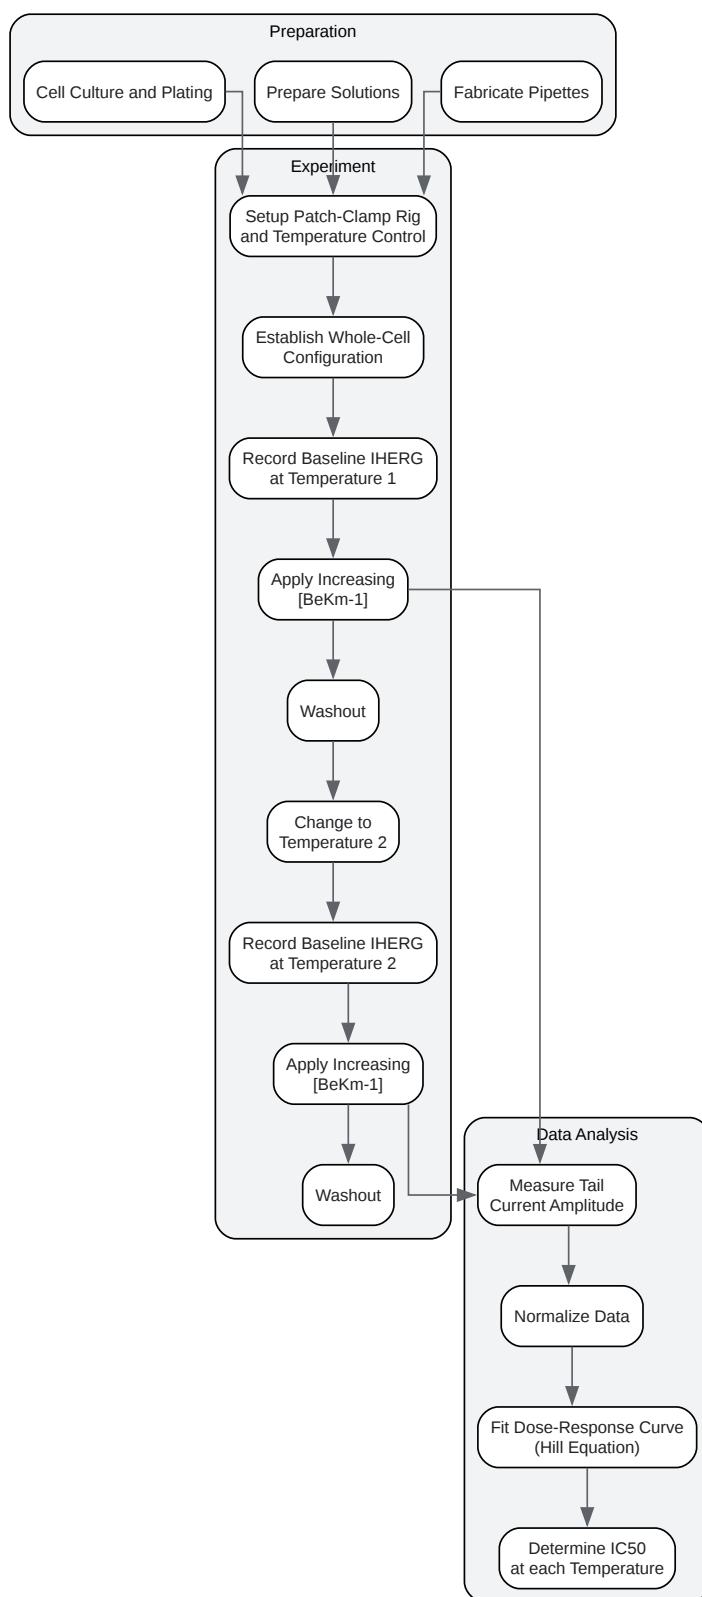 Preparation
Cell Culture and Plating
Prepare Solutions
Fabricate Pipettes
Experiment
Setup Patch-Clamp Rig
and Temperature Control
Establish Whole-Cell
Configuration
Record Baseline IHERG
at Temperature 1
Apply Increasing
[BeKm-1]
Washout
Change to
Temperature 2
Record Baseline IHERG
at Temperature 2
Apply Increasing
[BeKm-1]
Washout
Data Analysis
Measure Tail
Current Amplitude
Normalize Data
Fit Dose-Response Curve
(Hill Equation)
Determine IC50
at each Temperature